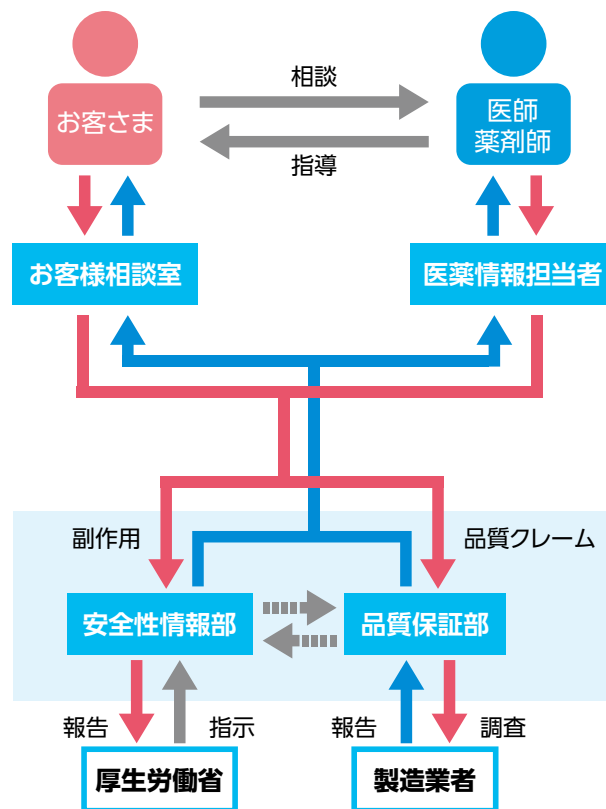 お客さま
相談
指導
医師
薬剤師
お客様相談室
医薬情報担当者
副作用
品質クレーム
安全性情報部
品質保証部
報告
指示
報告
調査
厚生労働省
製造業者